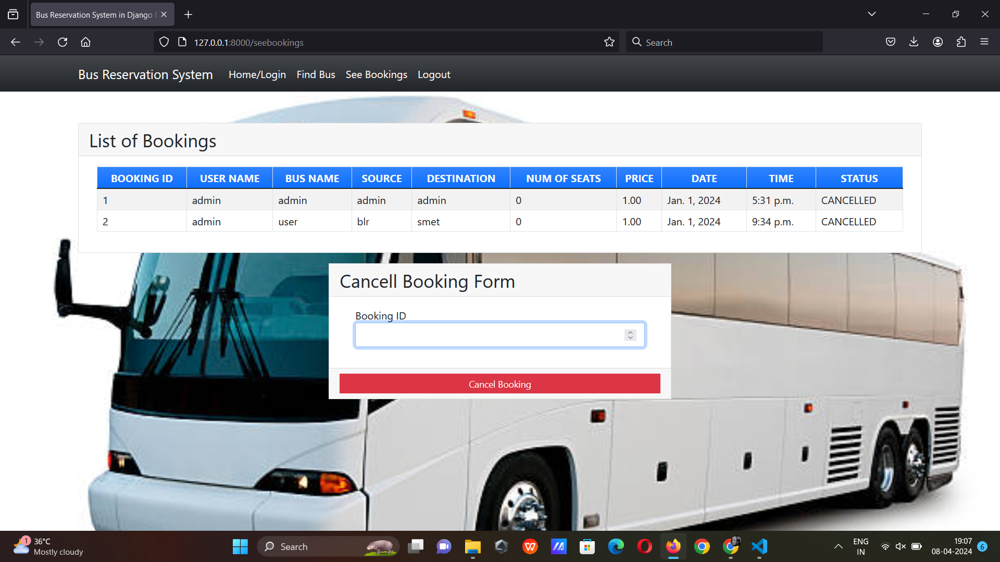 Bus Reservation System in Django F
127.0.0.1:8000/seebookings
Search
Bus Reservation System Home/Login Find Bus See Bookings Logout
List of Bookings
BOOKING ID USER NAME BUS NAME SOURCE DESTINATION NUM OF SEATS PRICE DATE TIME STATUS
1 admin admin admin admin 0 1.00 Jan. 1, 2024 5:31 p.m. CANCELLED
2 admin user blr smet 0 1.00 Jan. 1, 2024 9:34 p.m. CANCELLED
Cancell Booking Form
Booking ID
Cancel Booking
1
36°C
Mostly cloudy
Search
ENG
IN
19:07
08-04-2024
6